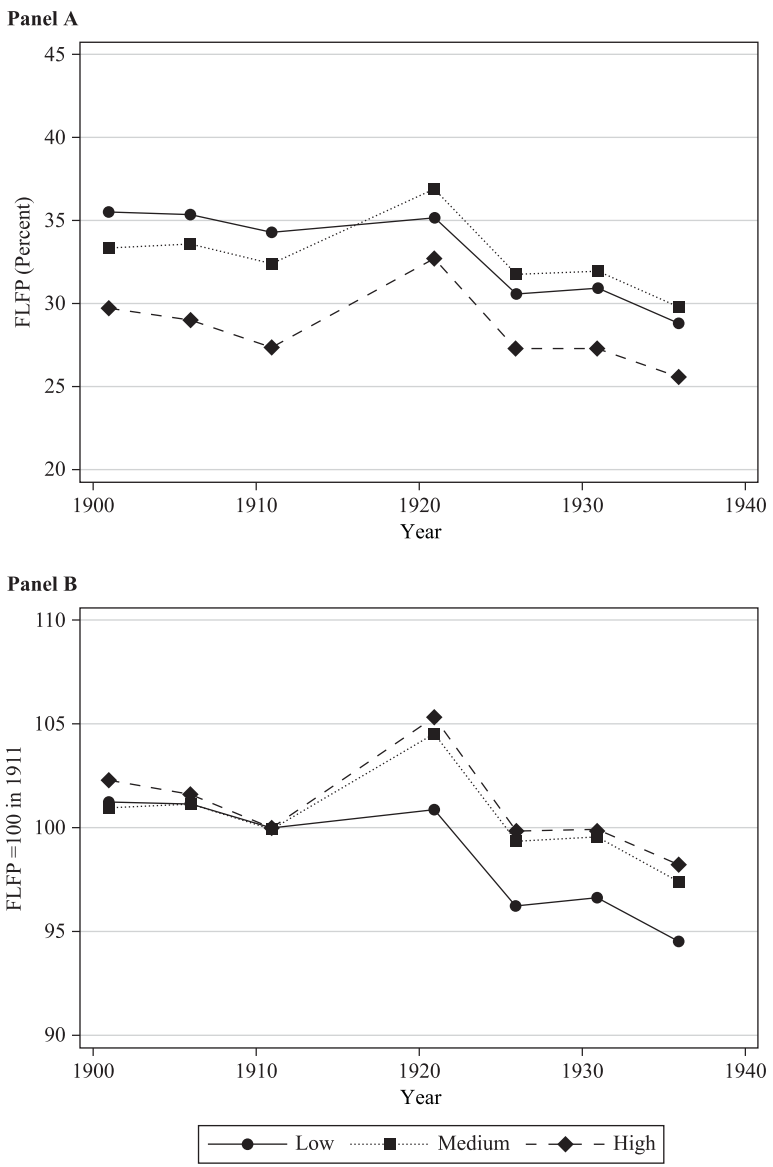 Panel A
45
40
35
30
25
20
FLFP (Percent)
1900 1910 1920 1930 1940
Year
Panel B
110
105
100
95
90
FLFP =100 in 1911
1900 1910 1920 1930 1940
Year
Low Medium High